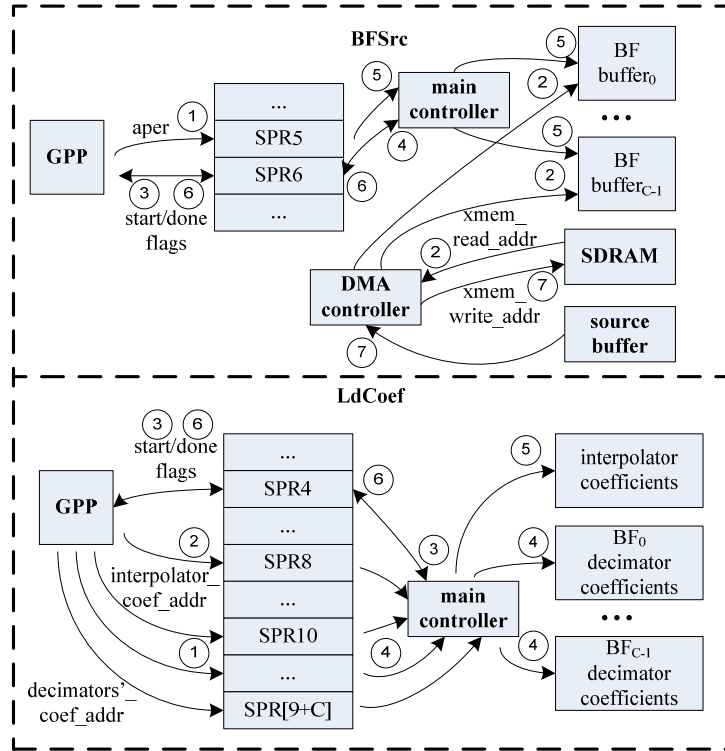 BFSrc
aper
1
GPP
3 6
start/done
flags
...
SPR5
SPR6
...
5
main
controller
4
6
5
2
BF
buffer0
...
5
2
BF
bufferC-1
xmem_
read_addr
2
DMA
controller
xmem_
write_addr
7
SDRAM
source
buffer
7
LdCoef
3 6
start/done
flags
GPP
2
interpolator_
coef_addr
1
decimators'_
coef_addr
...
SPR4
...
SPR8
...
SPR10
...
SPR[9+C]
6
3
main
controller
4
5
interpolator
coefficients
4
BF0
decimator
coefficients
...
4
BFC-1
decimator
coefficients